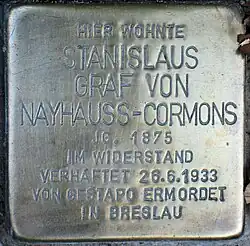 HIER WOHNTE
STANISLAUS
GRAF VON
NAYHAUSS-CORMONS
JG. 1875
IM WIDERSTAND
VERHAFTET 26.6.1933
VON GESTAPO ERMORDET
IN BRESLAU